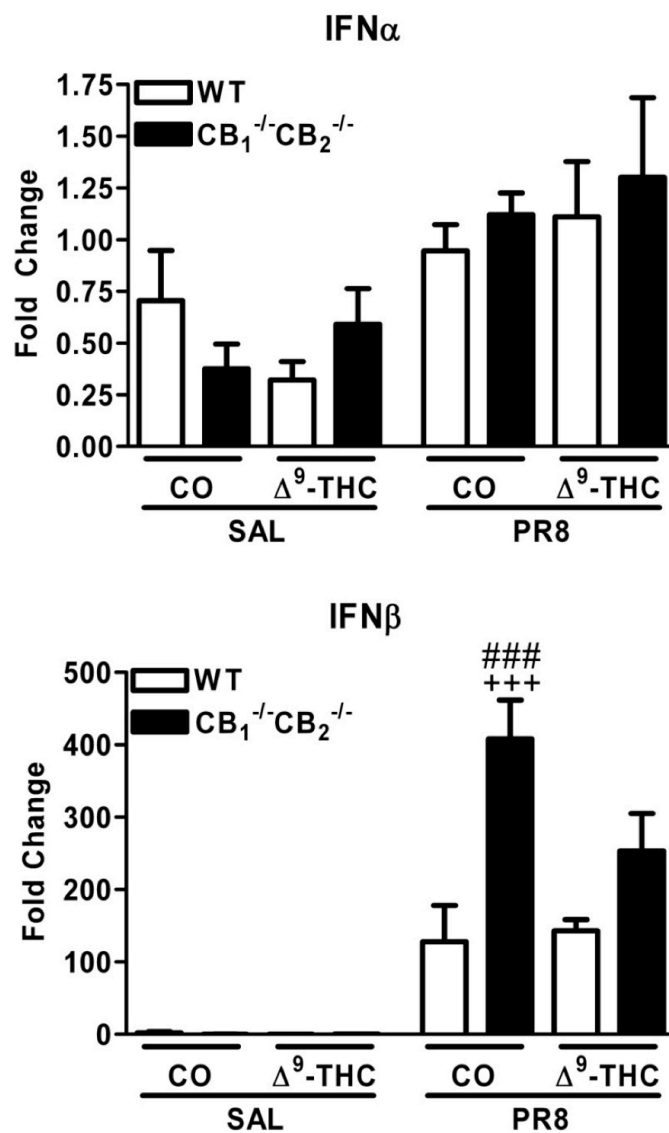 IFNα
WT
CB₁⁻/⁻CB₂⁻/⁻
Fold Change
1.75
1.50
1.25
1.00
0.75
0.50
0.25
0.00
CO Δ⁹-THC CO Δ⁹-THC
SAL PR8
IFNβ
###
+++
WT
CB₁⁻/⁻CB₂⁻/⁻
Fold Change
500
400
300
200
100
0
CO Δ⁹-THC CO Δ⁹-THC
SAL PR8